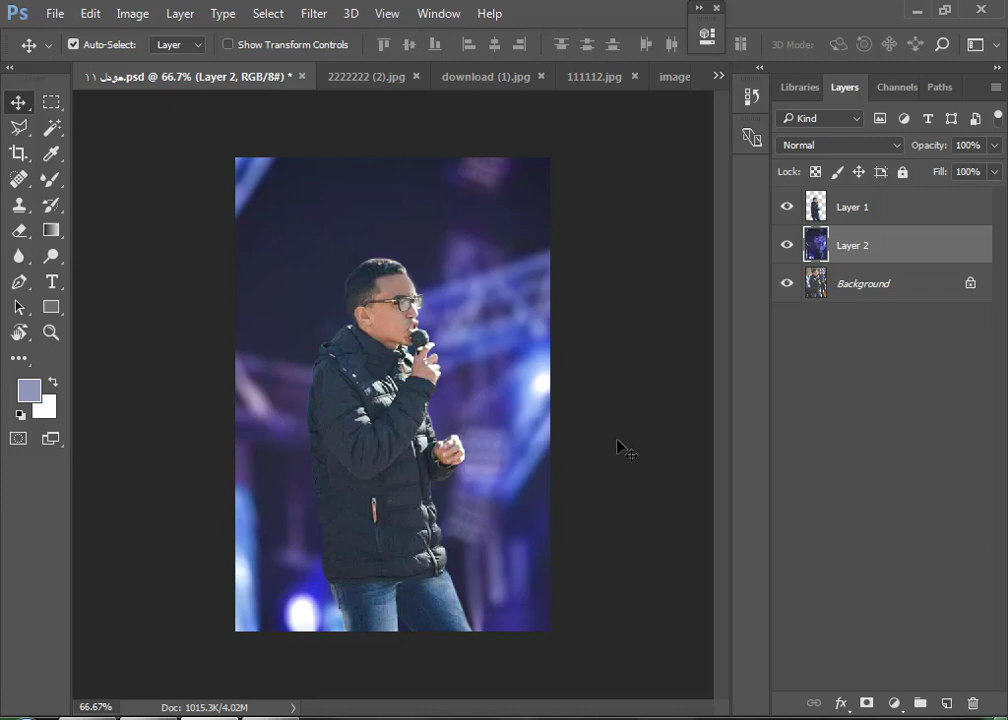 Ps File Edit Image Layer Type Select Filter 3D View Window Help
Auto-Select: Layer Show Transform Controls 3D Mode:
مودل ١١.psd @ 66.7% (Layer 2, RGB/8#) * × 2222222 (2).jpg × download (1).jpg × 111112.jpg × image
Libraries Layers Channels Paths
Kind
Normal Opacity: 100%
Lock: Fill: 100%
Layer 1
Layer 2
Background
66.67% Doc: 1015.3K/4.02M